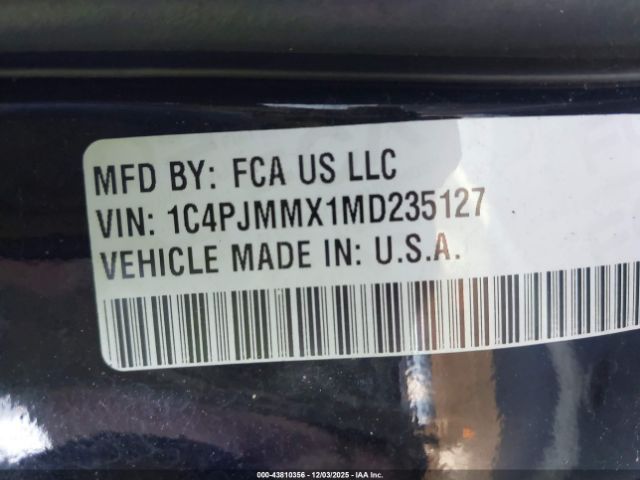 MFD BY: FCA US LLC
VIN: 1C4PJMMX1MD235127
VEHICLE MADE IN: U.S.A.
000-43810356 - 12/03/2025 - IAA Inc.